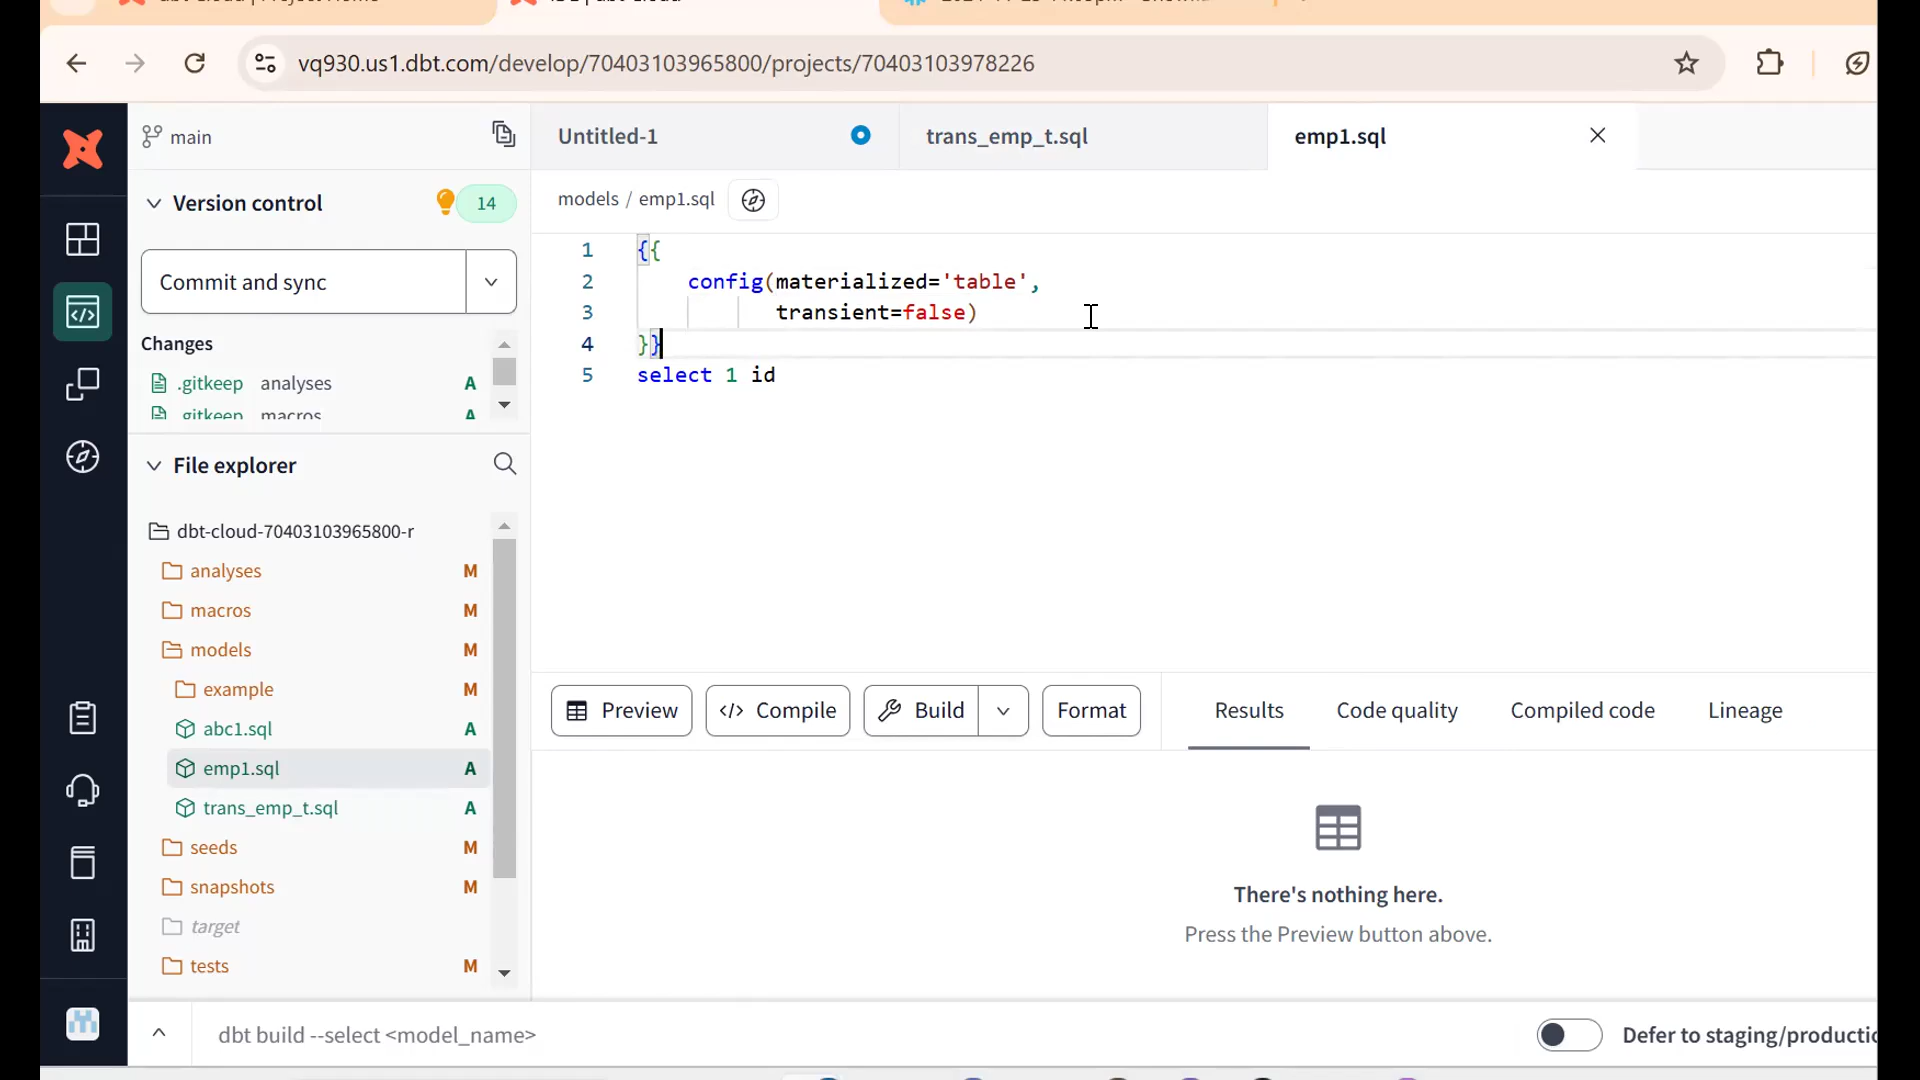 vq930.us1.dbt.com/develop/70403103965800/projects/70403103978226
main
Untitled-1
trans_emp_t.sql
emp1.sql
Version control
14
models / emp1.sql
Commit and sync
1 {{
2 config(materialized='table',
3 transient=false)
4 }}
5 select 1 id
Changes
.gitkeep analyses A
.gitkeep macros A
File explorer
dbt-cloud-70403103965800-r
analyses M
macros M
models M
example M
abc1.sql A
emp1.sql A
trans_emp_t.sql A
seeds M
snapshots M
target
tests M
Preview
</> Compile
Build
Format
Results
Code quality
Compiled code
Lineage
There's nothing here.
Press the Preview button above.
dbt build --select <model_name>
Defer to staging/productio